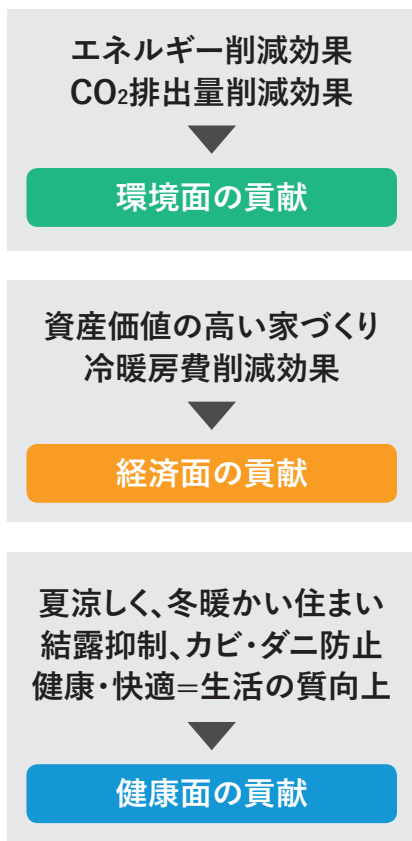 エネルギー削減効果
CO₂排出量削減効果
環境面の貢献
資産価値の高い家づくり
冷暖房費削減効果
経済面の貢献
夏涼しく、冬暖かい住まい
結露抑制、カビ・ダニ防止
健康・快適=生活の質向上
健康面の貢献